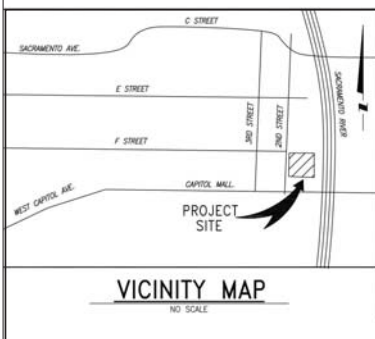 C STREET
SACRAMENTO AVE.
E STREET
3RD STREET
2ND STREET
SACRAMENTO RIVER
F STREET
CAPITOL MALL.
WEST CAPITOL AVE.
PROJECT
SITE
VICINITY MAP
NO SCALE